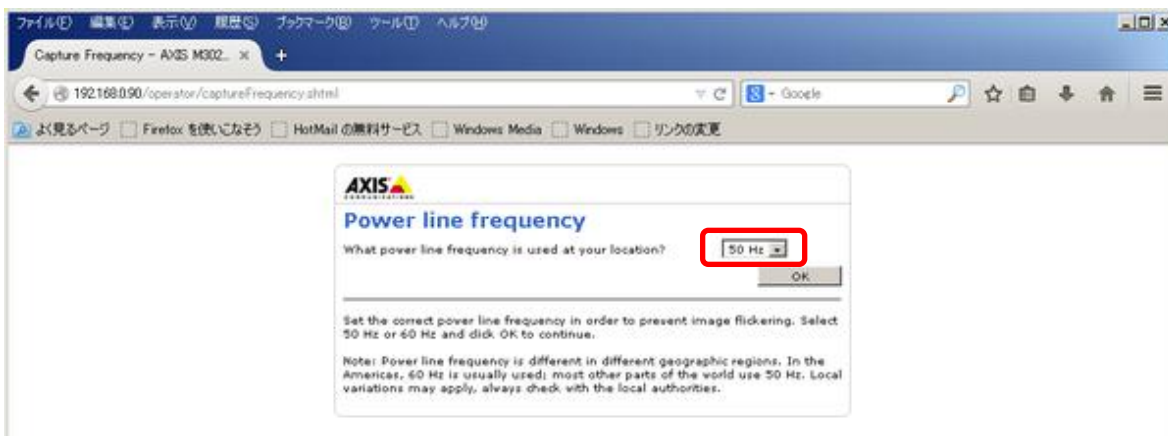 ファイル(F) 編集(E) 表示(V) 履歴(S) ブックマーク(B) ツール(T) ヘルプ(H)
Capture Frequency - AXIS M302... × +
192.168.0.90/operator/captureFrequency.shtml
Google
よく見るページ Firefox を使いこなそう HotMail の無料サービス Windows Media Windows リンクの変更
AXIS
COMMUNICATIONS
Power line frequency
What power line frequency is used at your location? 50 Hz
OK
Set the correct power line frequency in order to prevent image flickering. Select
50 Hz or 60 Hz and click OK to continue.
Note: Power line frequency is different in different geographic regions. In the
Americas, 60 Hz is usually used; most other parts of the world use 50 Hz. Local
variations may apply, always check with the local authorities.